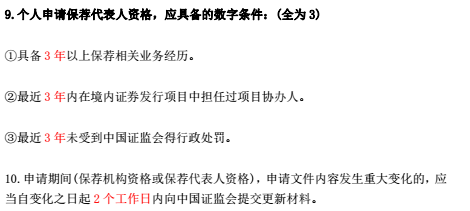 9.个人申请保荐代表人资格，应具备的数字条件：(全为 3)
①具备 3 年以上保荐相关业务经历。
②最近 3 年内在境内证券发行项目中担任过项目协办人。
③最近 3 年未受到中国证监会得行政处罚。
10.申请期间(保荐机构资格或保荐代表人资格)，申请文件内容发生重大变化的，应
当自变化之日起 2 个工作日内向中国证监会提交更新材料。